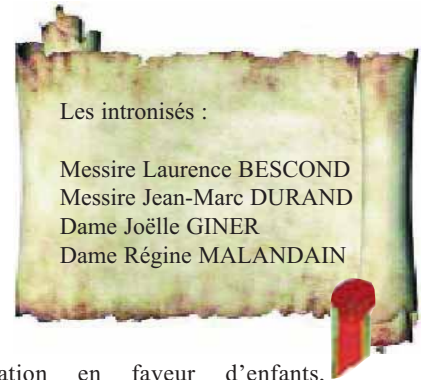 Les intronisés :
Messire Laurence BESCOND
Messire Jean-Marc DURAND
Dame Joëlle GINER
Dame Régine MALANDAIN
ation en faveur d'enfants,